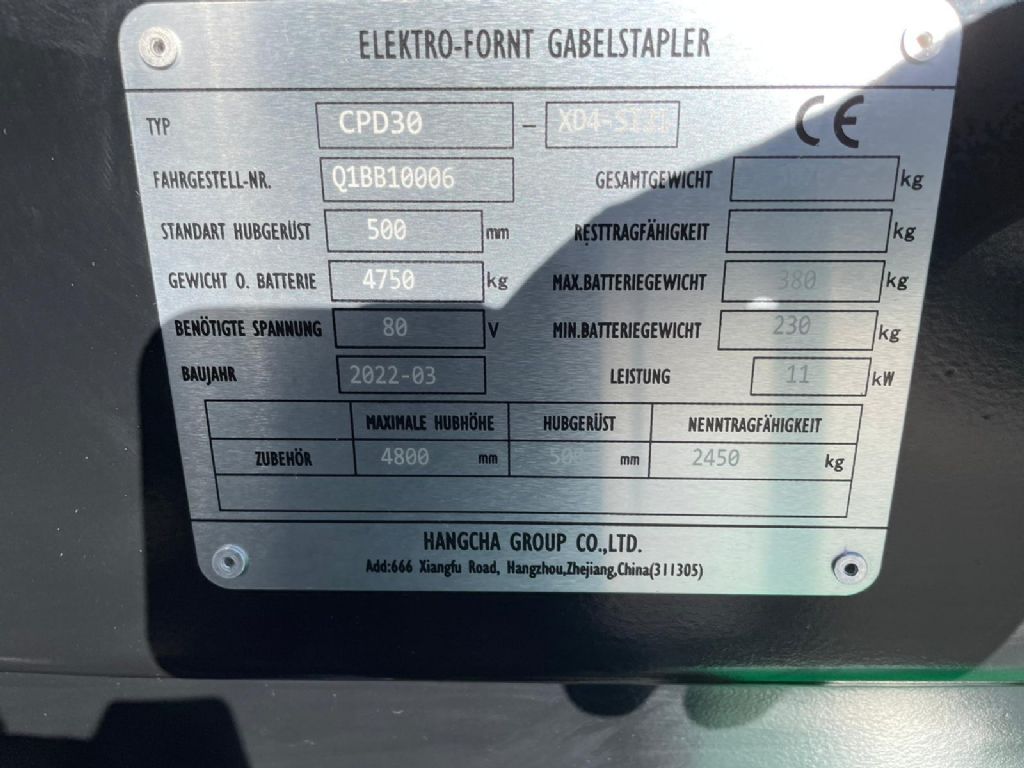 ELEKTRO-FORNT GABELSTAPLER
TYP CPD30 - XD4-SI21 CE
FAHRGESTELL-NR. Q1BB10006 GESAMTGEWICHT kg
STANDART HUBGERÜST 500 mm RESTTRAGFÄHIGKEIT kg
GEWICHT O. BATTERIE 4750 kg MAX.BATTERIEGEWICHT 380 kg
BENÖTIGTE SPANNUNG 80 V MIN.BATTERIEGEWICHT 230 kg
BAUJAHR 2022-03 LEISTUNG 11 kW
MAXIMALE HUBHÖHE HUBGERÜST NENNTRAGFÄHIGKEIT
ZUBEHÖR 4800 mm 500 mm 2450 kg
HANGCHA GROUP CO.,LTD.
Add:666 Xiangfu Road, Hangzhou,Zhejiang,China(311305)